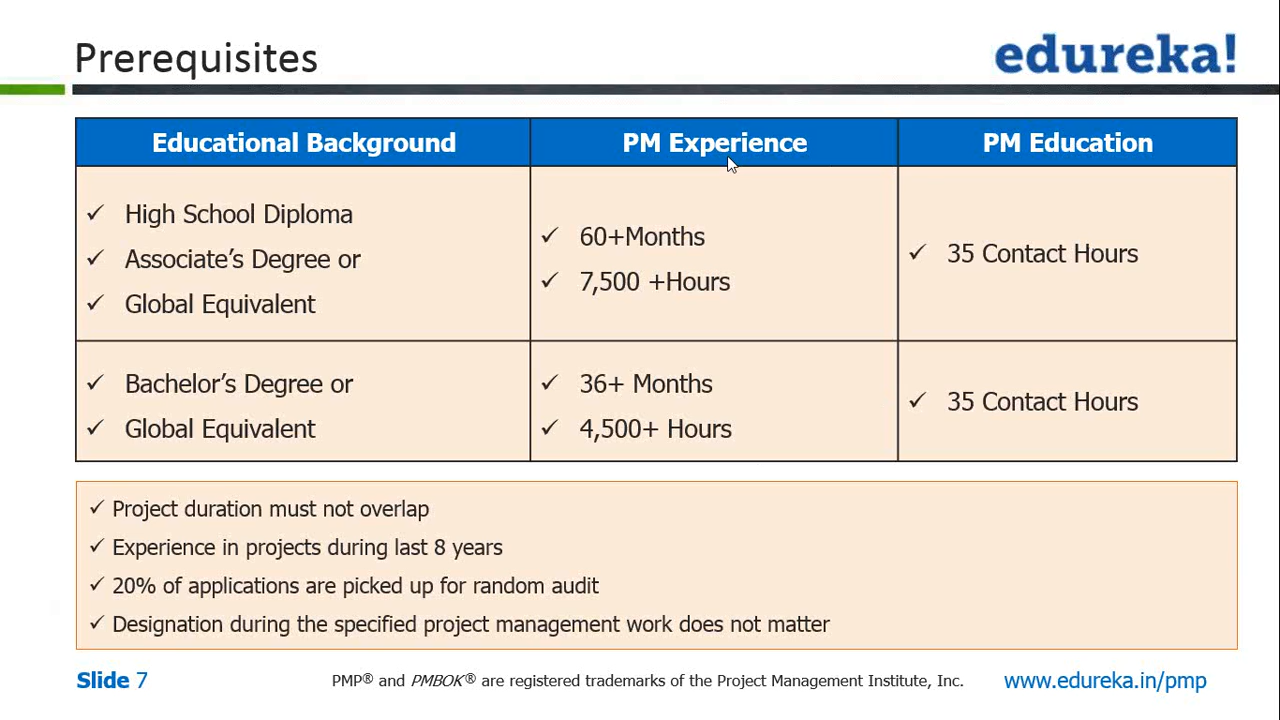 Prerequisites
edureka!
Educational Background
PM Experience
PM Education
✓ High School Diploma
✓ Associate’s Degree or
✓ Global Equivalent
✓ 60+Months
✓ 7,500 +Hours
✓ 35 Contact Hours
✓ Bachelor’s Degree or
✓ Global Equivalent
✓ 36+ Months
✓ 4,500+ Hours
✓ 35 Contact Hours
✓ Project duration must not overlap
✓ Experience in projects during last 8 years
✓ 20% of applications are picked up for random audit
✓ Designation during the specified project management work does not matter
Slide 7
PMP® and PMBOK® are registered trademarks of the Project Management Institute, Inc.
www.edureka.in/pmp